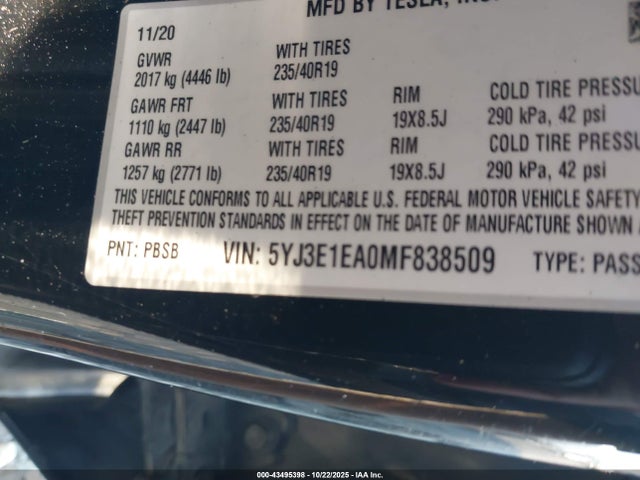 MFD BY TESLA, INC.
11/20
GVWR WITH TIRES
2017 kg (4446 lb) 235/40R19
GAWR FRT WITH TIRES RIM COLD TIRE PRESSU
1110 kg (2447 lb) 235/40R19 19X8.5J 290 kPa, 42 psi
GAWR RR WITH TIRES RIM COLD TIRE PRESSU
1257 kg (2771 lb) 235/40R19 19X8.5J 290 kPa, 42 psi
THIS VEHICLE CONFORMS TO ALL APPLICABLE U.S. FEDERAL MOTOR VEHICLE SAFETY
THEFT PREVENTION STANDARDS IN EFFECT ON THE DATE OF MANUFACTURE SHOWN
PNT: PBSB VIN: 5YJ3E1EA0MF838509 TYPE: PASS
000-43495398 - 10/22/2025 - IAA Inc.